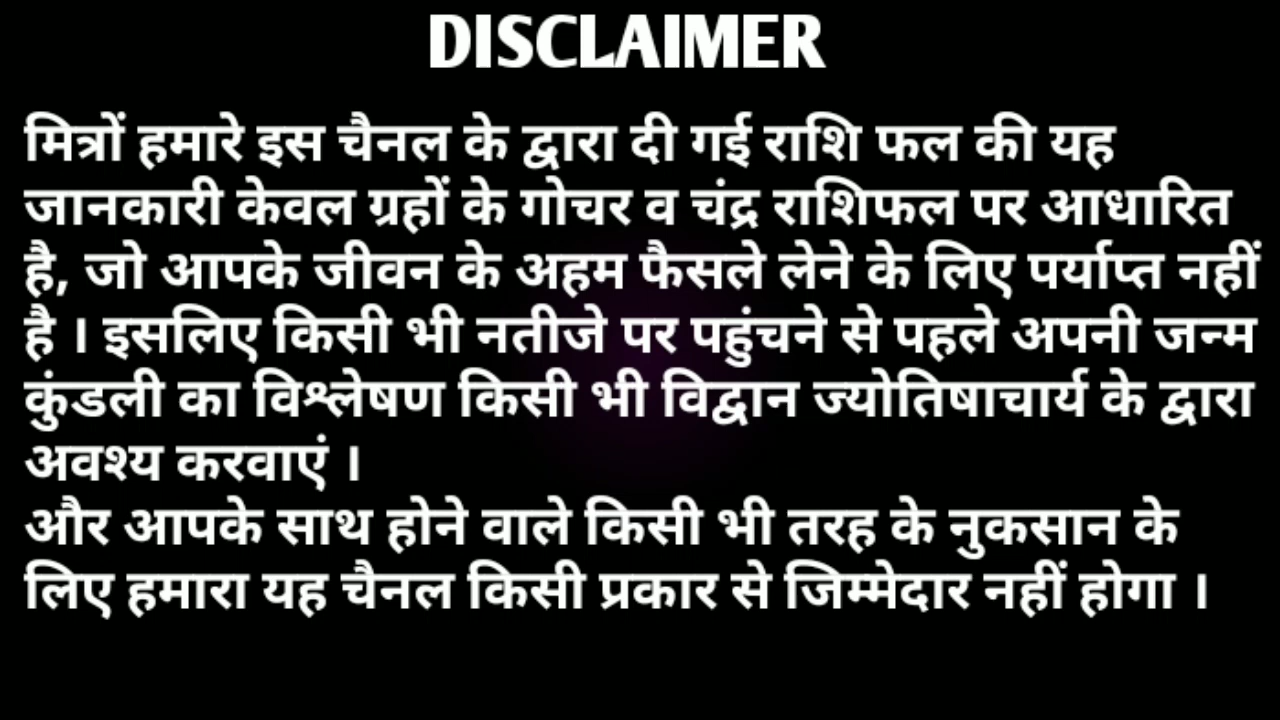 DISCLAIMER
मित्रों हमारे इस चैनल के द्वारा दी गई राशि फल की यह
जानकारी केवल ग्रहों के गोचर व चंद्र राशिफल पर आधारित
है, जो आपके जीवन के अहम फैसले लेने के लिए पर्याप्त नहीं
है । इसलिए किसी भी नतीजे पर पहुंचने से पहले अपनी जन्म
कुंडली का विश्लेषण किसी भी विद्वान ज्योतिषाचार्य के द्वारा
अवश्य करवाएं ।
और आपके साथ होने वाले किसी भी तरह के नुकसान के
लिए हमारा यह चैनल किसी प्रकार से जिम्मेदार नहीं होगा ।